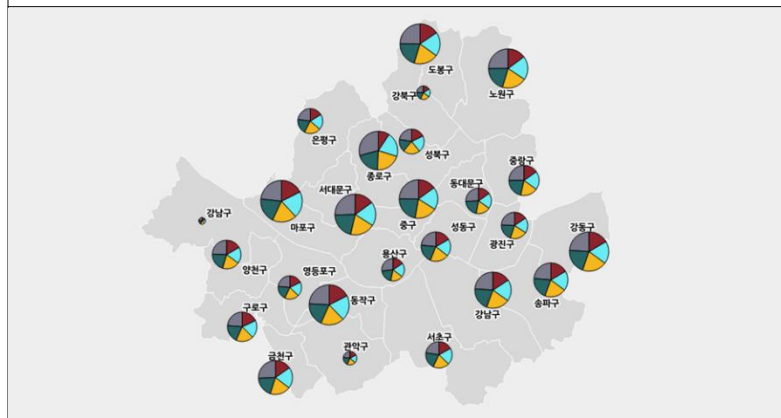 도봉구
노원구
강북구
은평구
성북구
종로구
중랑구
서대문구
동대문구
강남구
마포구
중구
성동구
광진구
강동구
양천구
영등포구
용산구
구로구
동작구
강남구
송파구
금천구
관악구
서초구